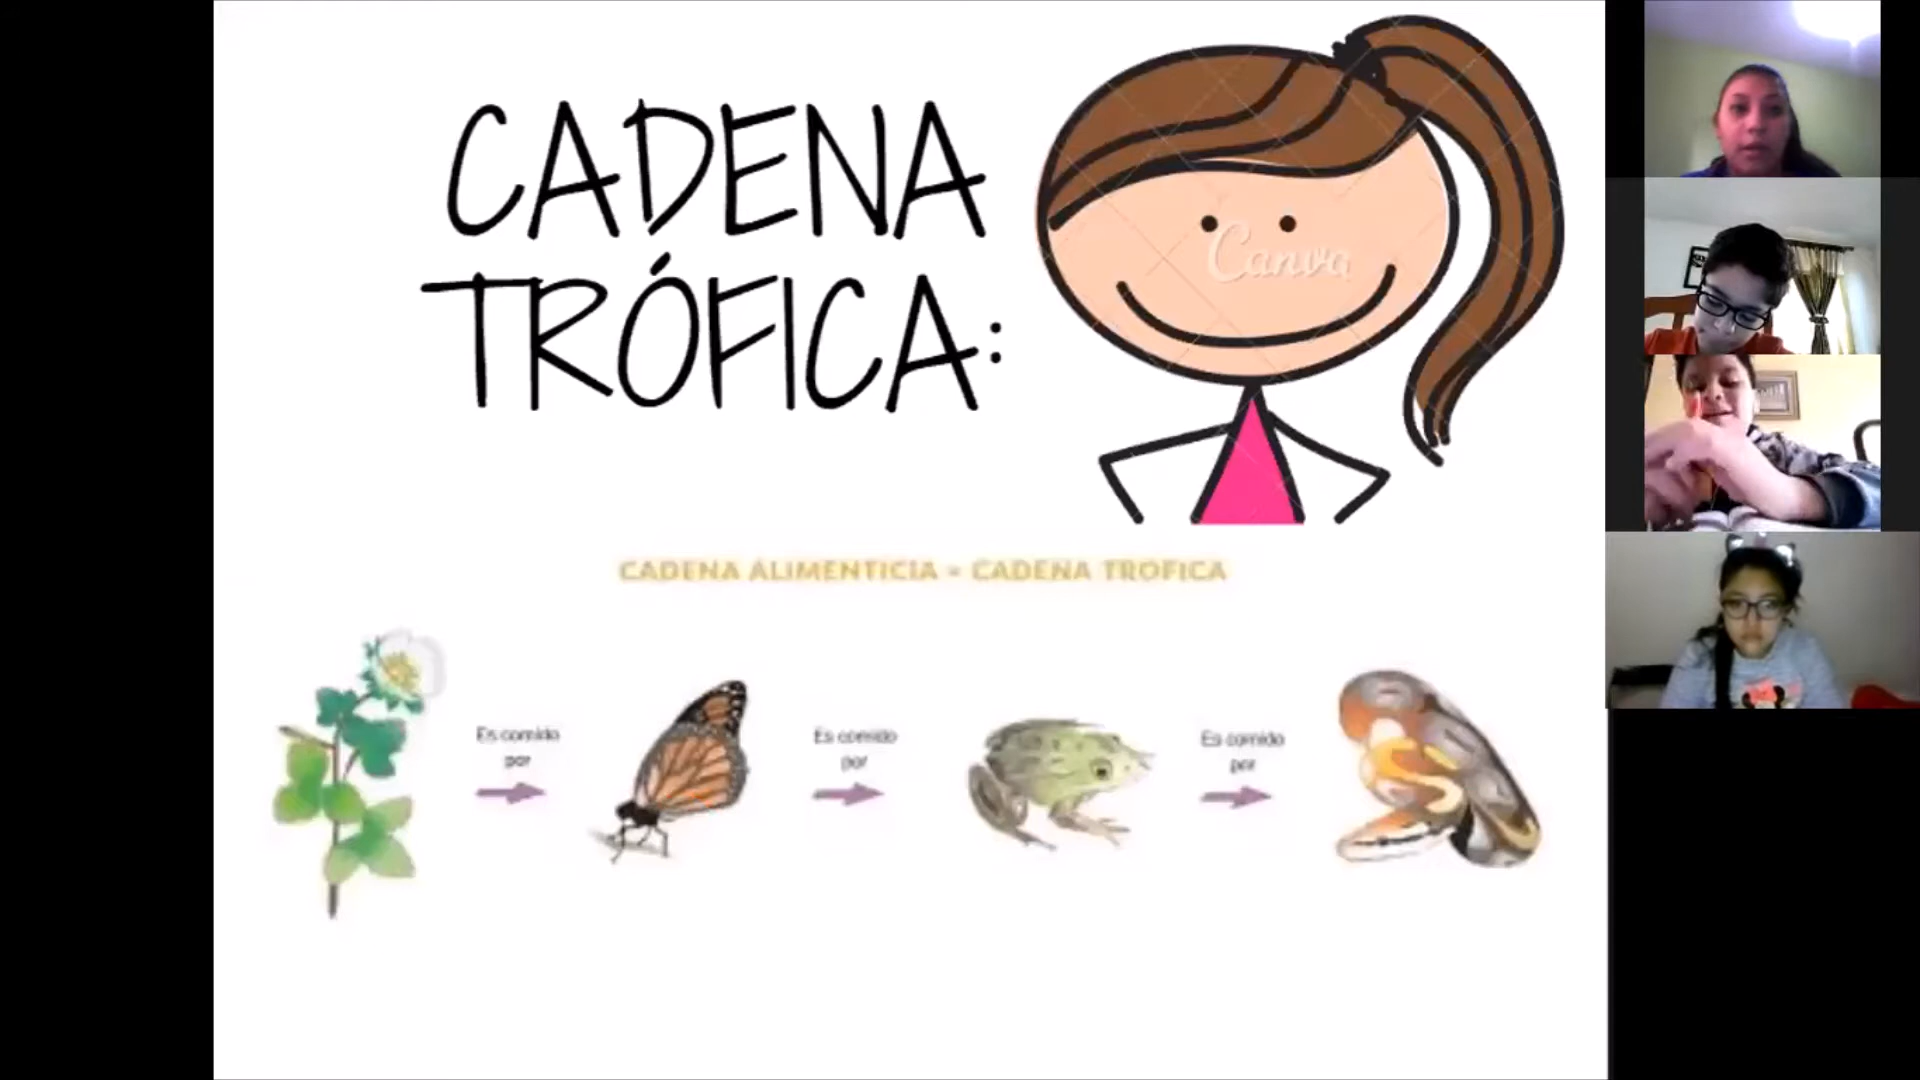 CADENA
TRÓFICA:
Canva
CADENA ALIMENTICIA = CADENA TROFICA
Es comido
por
Es comido
por
Es comido
por